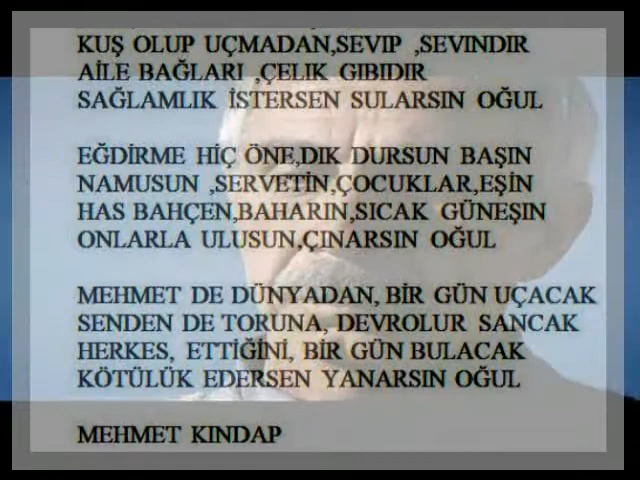 KUŞ OLUP UÇMADAN,SEVIP ,SEVINDIR
AİLE BAĞLARI ,ÇELIK GIBIDIR
SAĞLAMLIK İSTERSEN SULARSIN OĞUL
EĞDİRME HİÇ ÖNE,DIK DURSUN BAŞIN
NAMUSUN ,SERVETİN,ÇOCUKLAR,EŞİN
HAS BAHÇEN,BAHARIN,SICAK GÜNEŞIN
ONLARLA ULUSUN,ÇINARSIN OĞUL
MEHMET DE DÜNYADAN, BİR GÜN UÇACAK
SENDEN DE TORUNA, DEVROLUR SANCAK
HERKES, ETTİĞİNİ, BİR GÜN BULACAK
KÖTÜLÜK EDERSEN YANARSIN OĞUL
MEHMET KINDAP